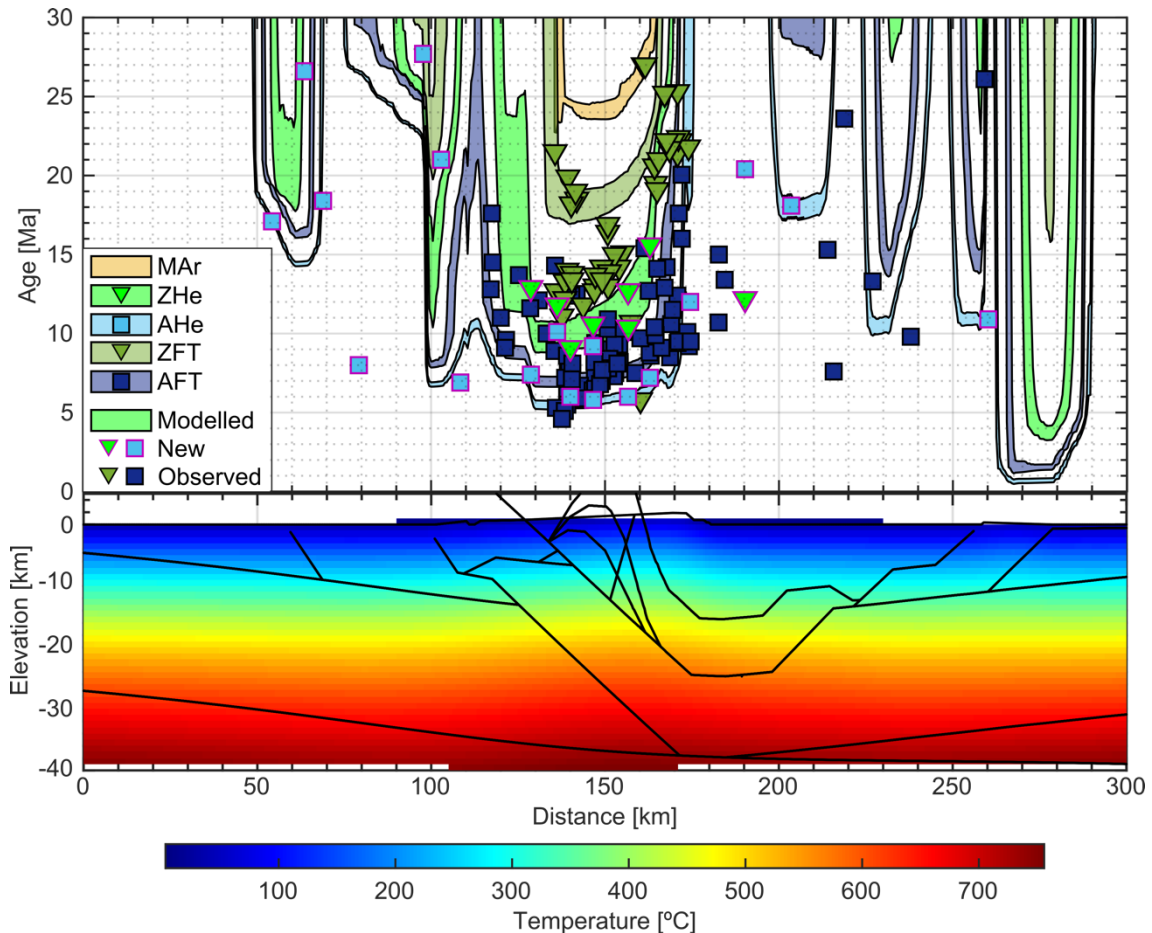 30
25
20
15
10
5
0
Age [Ma]
MAr
ZHe
AHe
ZFT
AFT
Modelled
New
Observed
0
-10
-20
-30
-40
Elevation [km]
0 50 100 150 200 250 300
Distance [km]
100 200 300 400 500 600 700
Temperature [ºC]